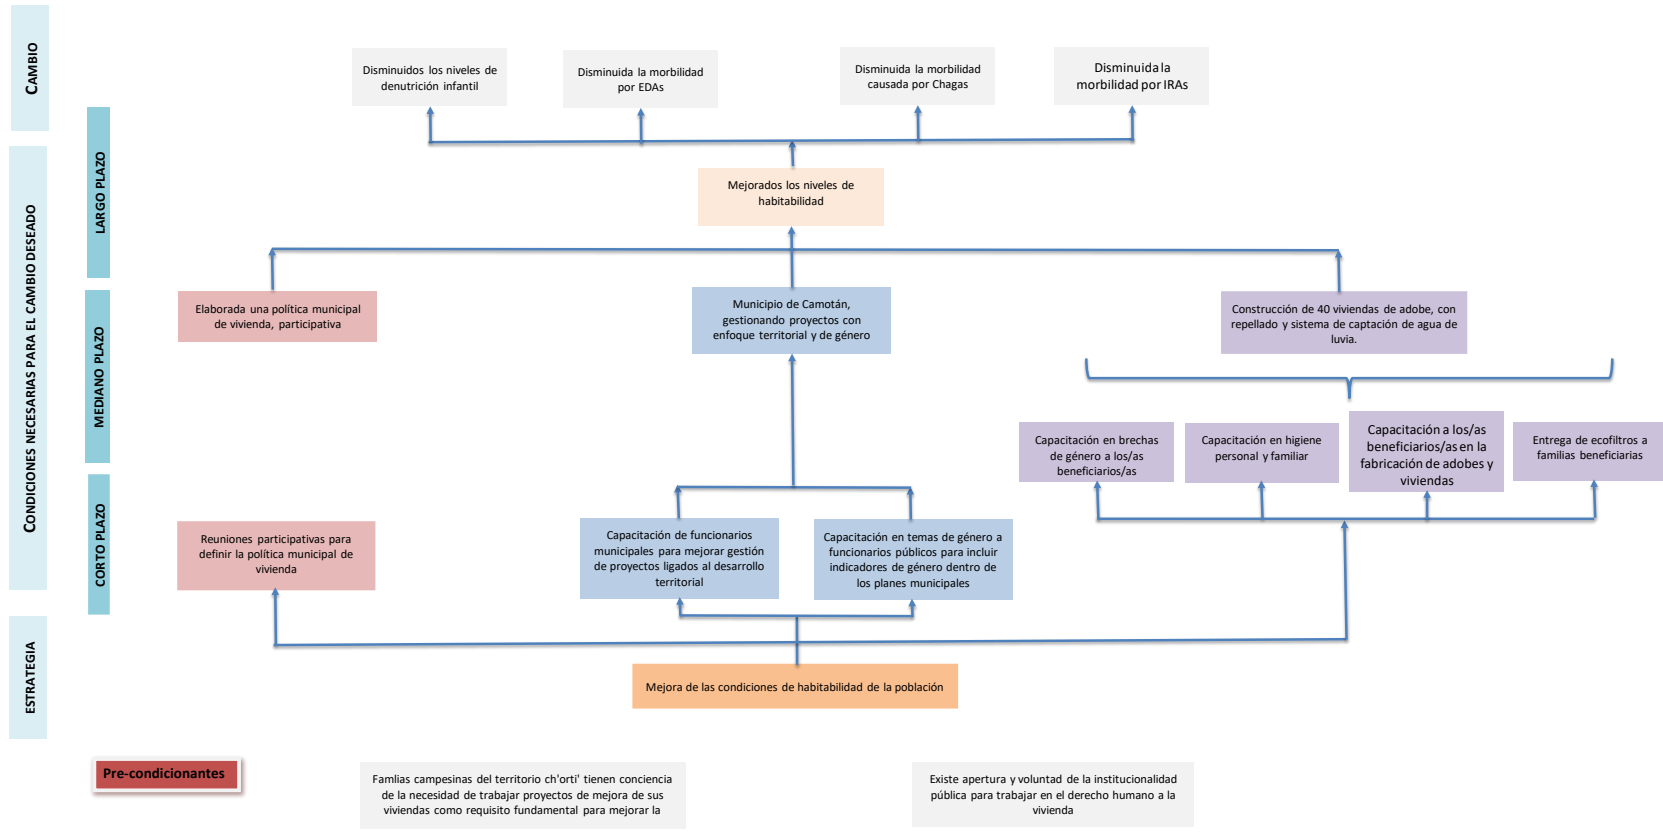 CAMBIO
Disminuidos los niveles de
denutrición infantil
Disminuida la morbilidad
por EDAs
Disminuida la morbilidad
causada por Chagas
Disminuida la
morbilidad por IRAs
CONDICIONES NECESARIAS PARA EL CAMBIO DESEADO
LARGO PLAZO
Mejorados los niveles de
habitabilidad
MEDIANO PLAZO
Elaborada una política municipal
de vivienda, participativa
Municipio de Camotán,
gestionando proyectos con
enfoque territorial y de género
Construcción de 40 viviendas de adobe, con
repellado y sistema de captación de agua de
luvia.
Capacitación en brechas
de género a los/as
beneficiarios/as
Capacitación en higiene
personal y familiar
Capacitación a los/as
beneficiarios/as en la
fabricación de adobes y
viviendas
Entrega de ecofiltros a
familias beneficiarias
CORTO PLAZO
Reuniones participativas para
definir la política municipal de
vivienda
Capacitación de funcionarios
municipales para mejorar gestión
de proyectos ligados al desarrollo
territorial
Capacitación en temas de género a
funcionarios públicos para incluir
indicadores de género dentro de
los planes municipales
ESTRATEGIA
Mejora de las condiciones de habitabilidad de la población
Pre-condicionantes
Famlias campesinas del territorio ch'orti' tienen conciencia
de la necesidad de trabajar proyectos de mejora de sus
viviendas como requisito fundamental para mejorar la
Existe apertura y voluntad de la institucionalidad
pública para trabajar en el derecho humano a la
vivienda